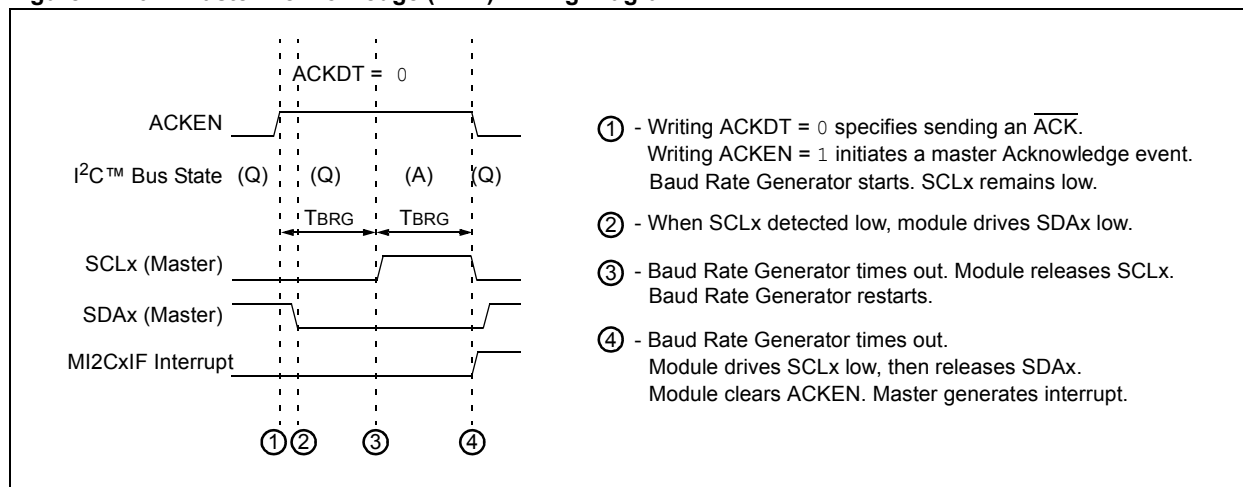 ACKDT = 0
ACKEN
I2C™ Bus State (Q) (Q) (A) (Q)
TBRG TBRG
SCLx (Master)
SDAx (Master)
MI2CxIF Interrupt
1 2 3 4
1 - Writing ACKDT = 0 specifies sending an ACK.
Writing ACKEN = 1 initiates a master Acknowledge event.
Baud Rate Generator starts. SCLx remains low.
2 - When SCLx detected low, module drives SDAx low.
3 - Baud Rate Generator times out. Module releases SCLx.
Baud Rate Generator restarts.
4 - Baud Rate Generator times out.
Module drives SCLx low, then releases SDAx.
Module clears ACKEN. Master generates interrupt.